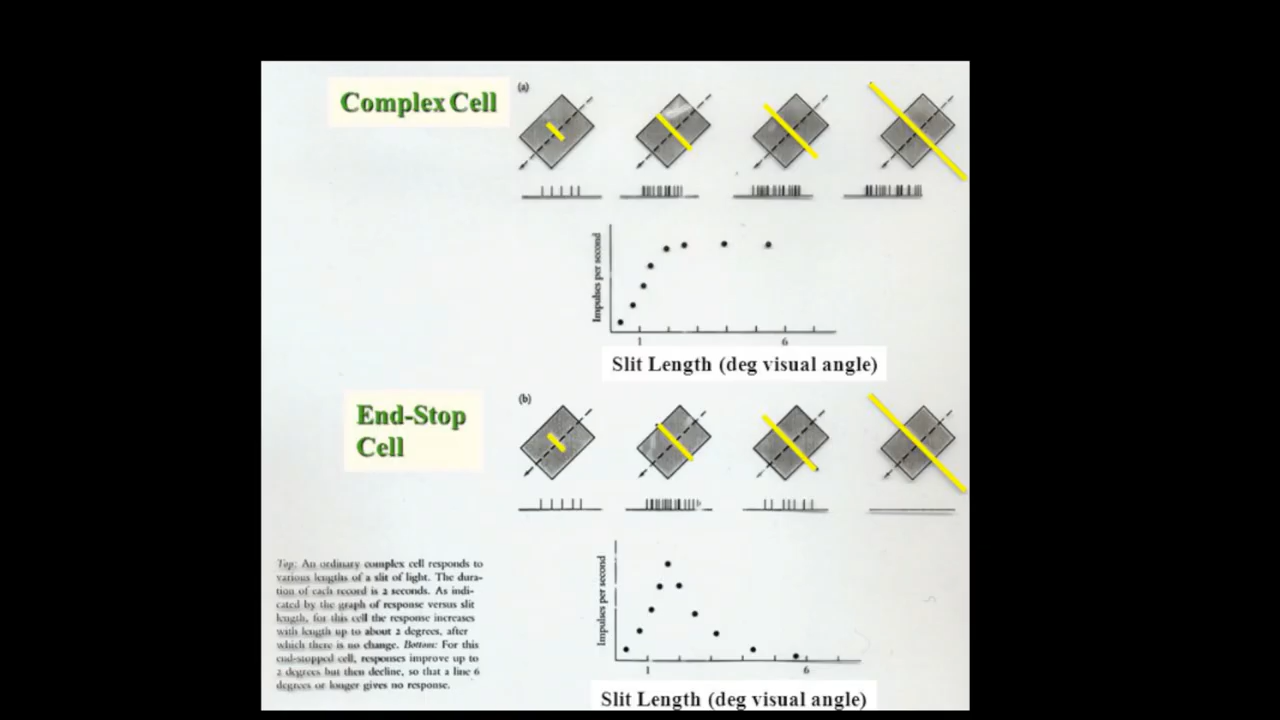 Complex Cell
(a)
Impulses per second
1 6
Slit Length (deg visual angle)
End-Stop
Cell
(b)
Impulses per second
1 6
Slit Length (deg visual angle)
Top: An ordinary complex cell responds to
various lengths of a slit of light. The dura-
tion of each record is 2 seconds. As indi-
cated by the graph of response versus slit
length, for this cell the response increases
with length up to about 2 degrees, after
which there is no change. Bottom: For this
end-stopped cell, responses improve up to
2 degrees but then decline, so that a line 6
degrees or longer gives no response.